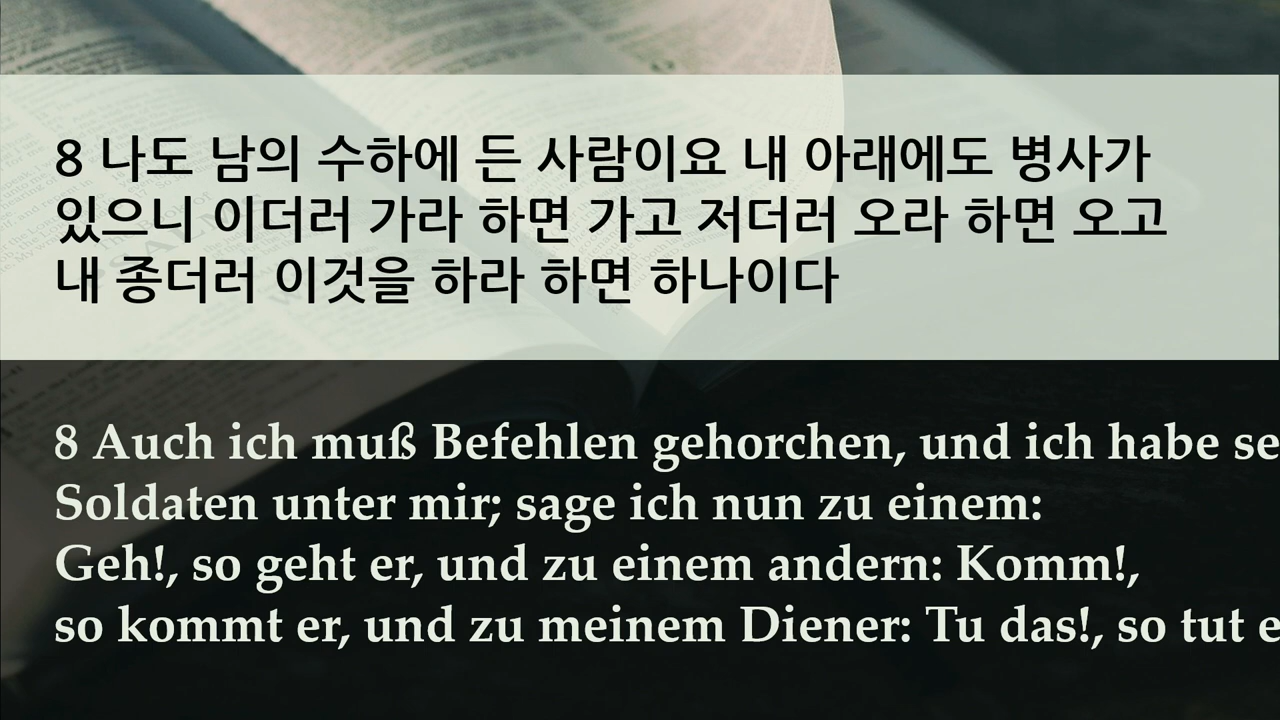 8 나도 남의 수하에 든 사람이요 내 아래에도 병사가
있으니 이더러 가라 하면 가고 저더러 오라 하면 오고
내 종더러 이것을 하라 하면 하나이다
8 Auch ich muß Befehlen gehorchen, und ich habe se
Soldaten unter mir; sage ich nun zu einem:
Geh!, so geht er, und zu einem andern: Komm!,
so kommt er, und zu meinem Diener: Tu das!, so tut e